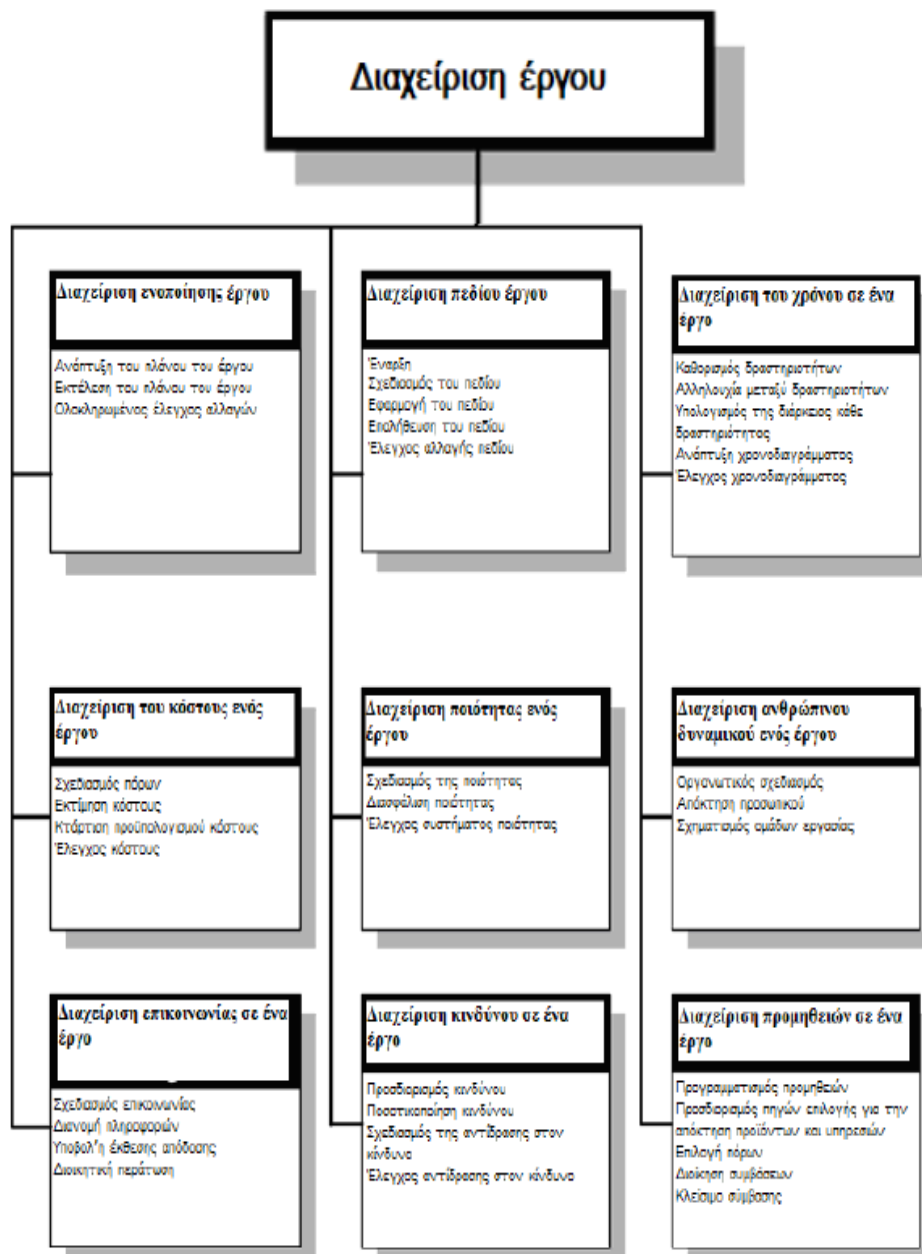 Διαχείριση έργου
Διαχείριση ενοποίησης έργου
Ανάπτυξη του πλάνου του έργου
Εκτέλεση του πλάνου του έργου
Ολοκληρωμένος έλεγχος αλλαγών
Διαχείριση πεδίου έργου
Έναρξη
Σχεδιασμός του πεδίου
Εφαρμογή του πεδίου
Επαλήθευση του πεδίου
Έλεγχος αλλαγής πεδίου
Διαχείριση του χρόνου σε ένα
έργο
Καθορισμός δραστηριοτήτων
Αλληλουχία μεταξύ δραστηριοτήτων
Υπολογισμός της διάρκειας κάθε
δραστηριότητας
Ανάπτυξη χρονοδιαγράμματος
Έλεγχος χρονοδιαγράμματος
Διαχείριση του κόστους ενός
έργου
Σχεδιασμός πόρων
Εκτίμηση κόστους
Κτάρτιση προϋπολογισμού κόστους
Έλεγχος κόστους
Διαχείριση ποιότητας ενός
έργου
Σχεδιασμός της ποιότητας
Διασφάλιση ποιότητας
Έλεγχος συστήματος ποιότητας
Διαχείριση ανθρώπινου
δυναμικού ενός έργου
Οργανωτικός σχεδιασμός
Απόκτηση προσωπικού
Σχηματισμός ομάδων εργασίας
Διαχείριση επικοινωνίας σε ένα
έργο
Σχεδιασμός επικοινωνίας
Διανομή πληροφορών
Υποβολ'η έκθεσης απόδοσης
Διοικητική περάτωση
Διαχείριση κινδύνου σε ένα
έργο
Προσδιορισμός κινδύνου
Ποσοτικοποίηση κινδύνου
Σχεδιασμός της αντίδρασης στον
κίνδυνο
Έλεγχος αντίδρασης στον κίνδυνο
Διαχείριση προμηθειών σε ένα
έργο
Προγραμματισμός προμηθειών
Προσδιορισμός πηγών επιλογής για την
απόκτηση προϊόντων και υπηρεσιών
Επιλογή πόρων
Διοίκηση συμβάσεων
Κλείσιμο σύμβασης